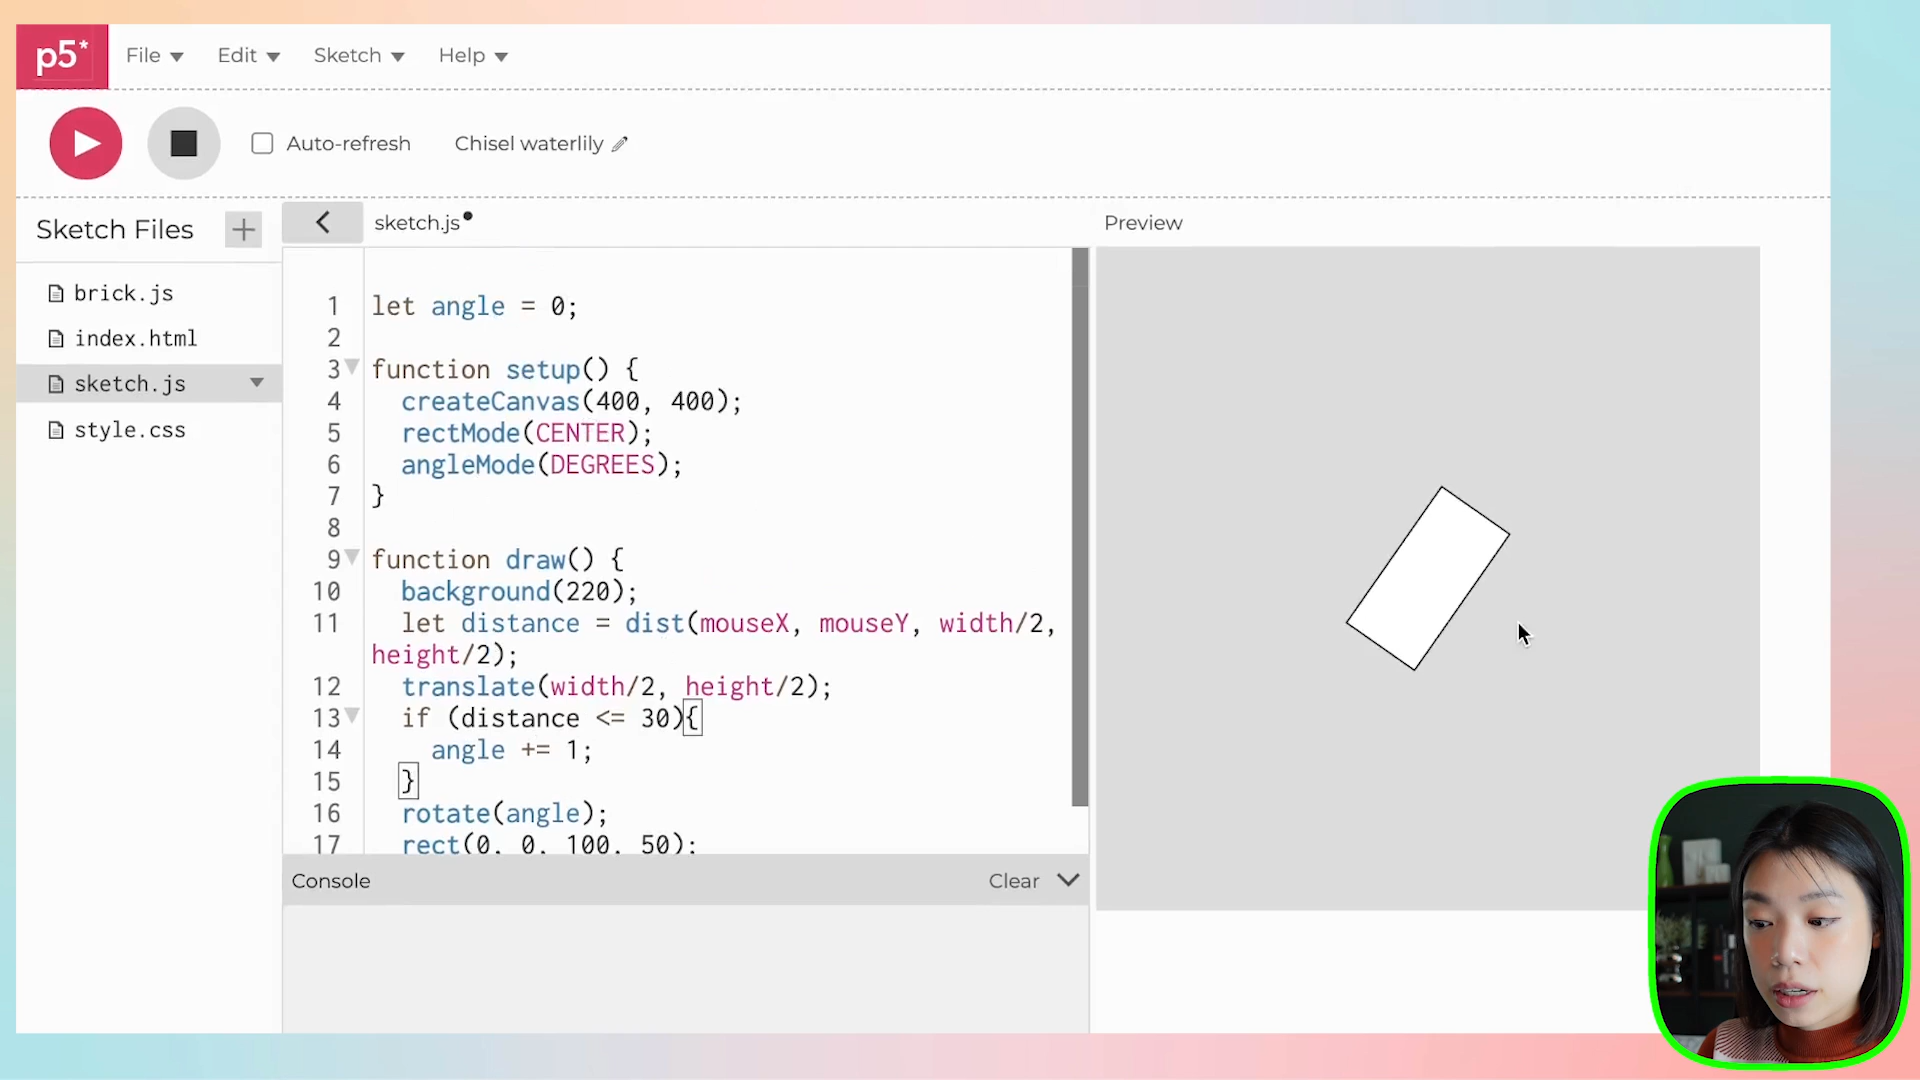 p5*
File
Edit
Sketch
Help
Auto-refresh
Chisel waterlily
Sketch Files
+
sketch.js
Preview
brick.js
index.html
sketch.js
style.css
1 let angle = 0;
2
3 function setup() {
4 createCanvas(400, 400);
5 rectMode(CENTER);
6 angleMode(DEGREES);
7 }
8
9 function draw() {
10 background(220);
11 let distance = dist(mouseX, mouseY, width/2,
height/2);
12 translate(width/2, height/2);
13 if (distance <= 30){
14 angle += 1;
15 }
16 rotate(angle);
17 rect(0, 0, 100, 50);
Console
Clear